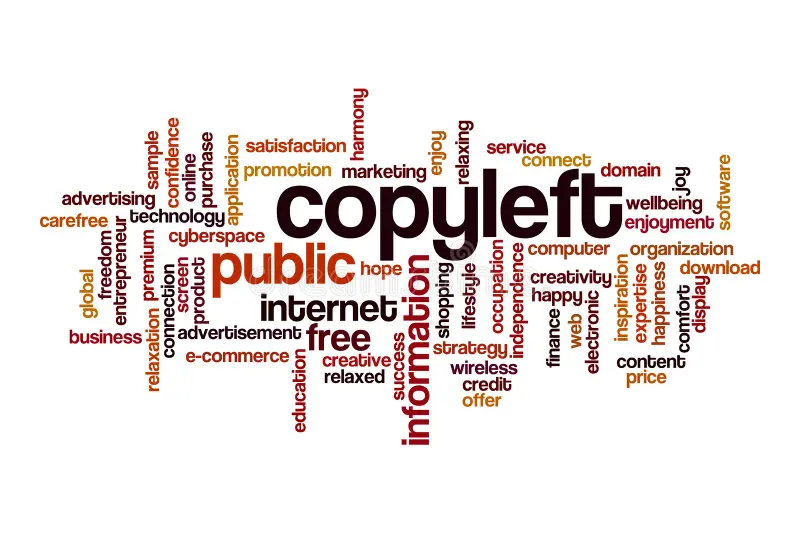 harmony
sample
confidence
online
purchase
application
satisfaction
promotion
marketing
enjoy
relaxing
service
connect
domain
joy
software
advertising
carefree
technology
copyleft
wellbeing
enjoyment
freedom
entrepreneur
cyberspace
public
hope
computer
organization
download
global
premium
connection
screen
product
internet
information
shopping
lifestyle
occupation
independence
creativity
happy
finance
web
electronic
inspiration
expertise
happiness
comfort
display
business
relaxation
advertisement
free
e-commerce
education
creative
relaxed
success
strategy
wireless
credit
offer
content
price